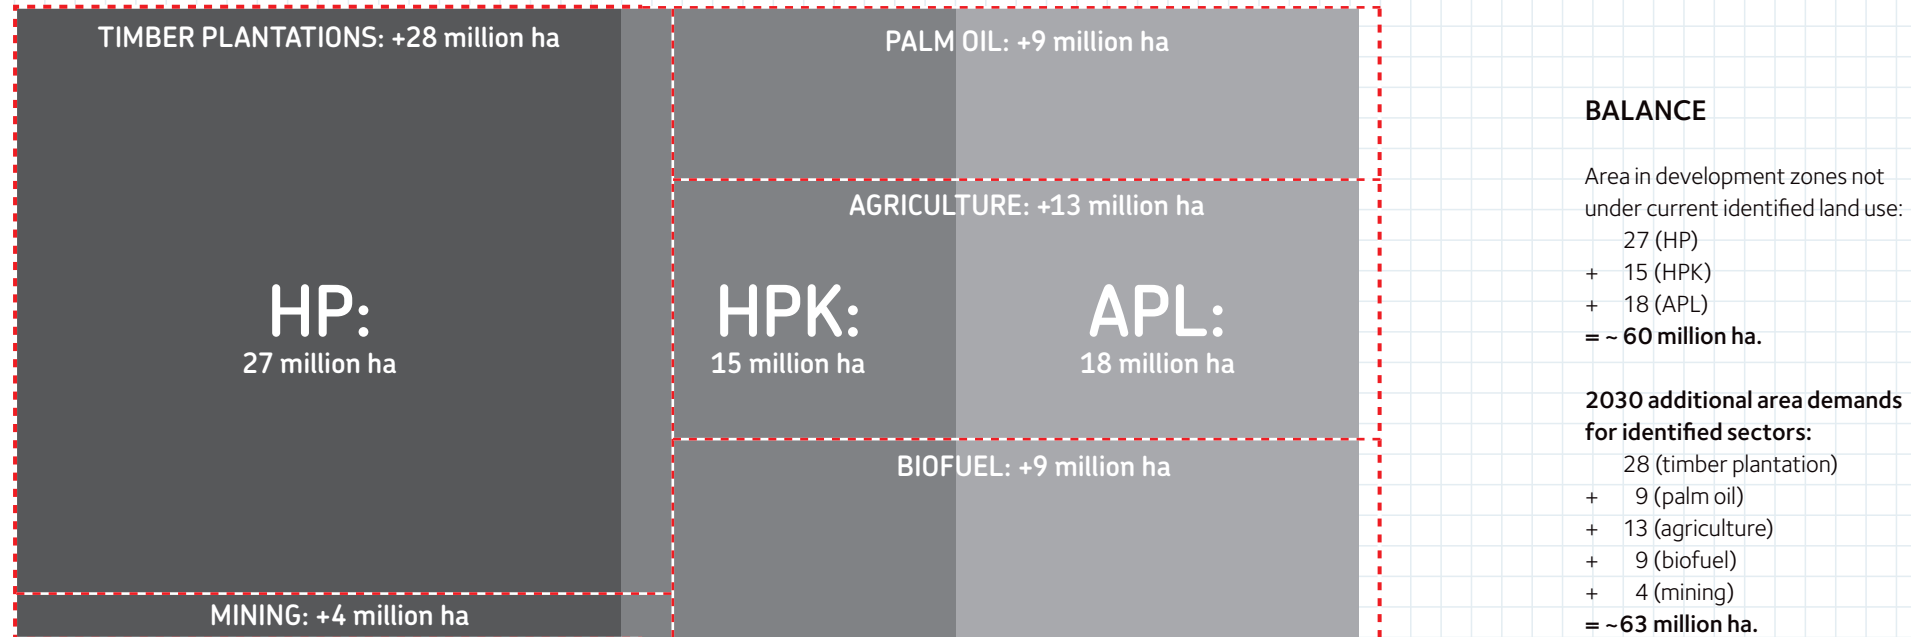 TIMBER PLANTATIONS: +28 million ha
PALM OIL: +9 million ha
AGRICULTURE: +13 million ha
HP:
27 million ha
HPK:
15 million ha
APL:
18 million ha
BIOFUEL: +9 million ha
MINING: +4 million ha
BALANCE
Area in development zones not
under current identified land use:
27 (HP)
+ 15 (HPK)
+ 18 (APL)
= ~ 60 million ha.
2030 additional area demands
for identified sectors:
28 (timber plantation)
+ 9 (palm oil)
+ 13 (agriculture)
+ 9 (biofuel)
+ 4 (mining)
= ~63 million ha.